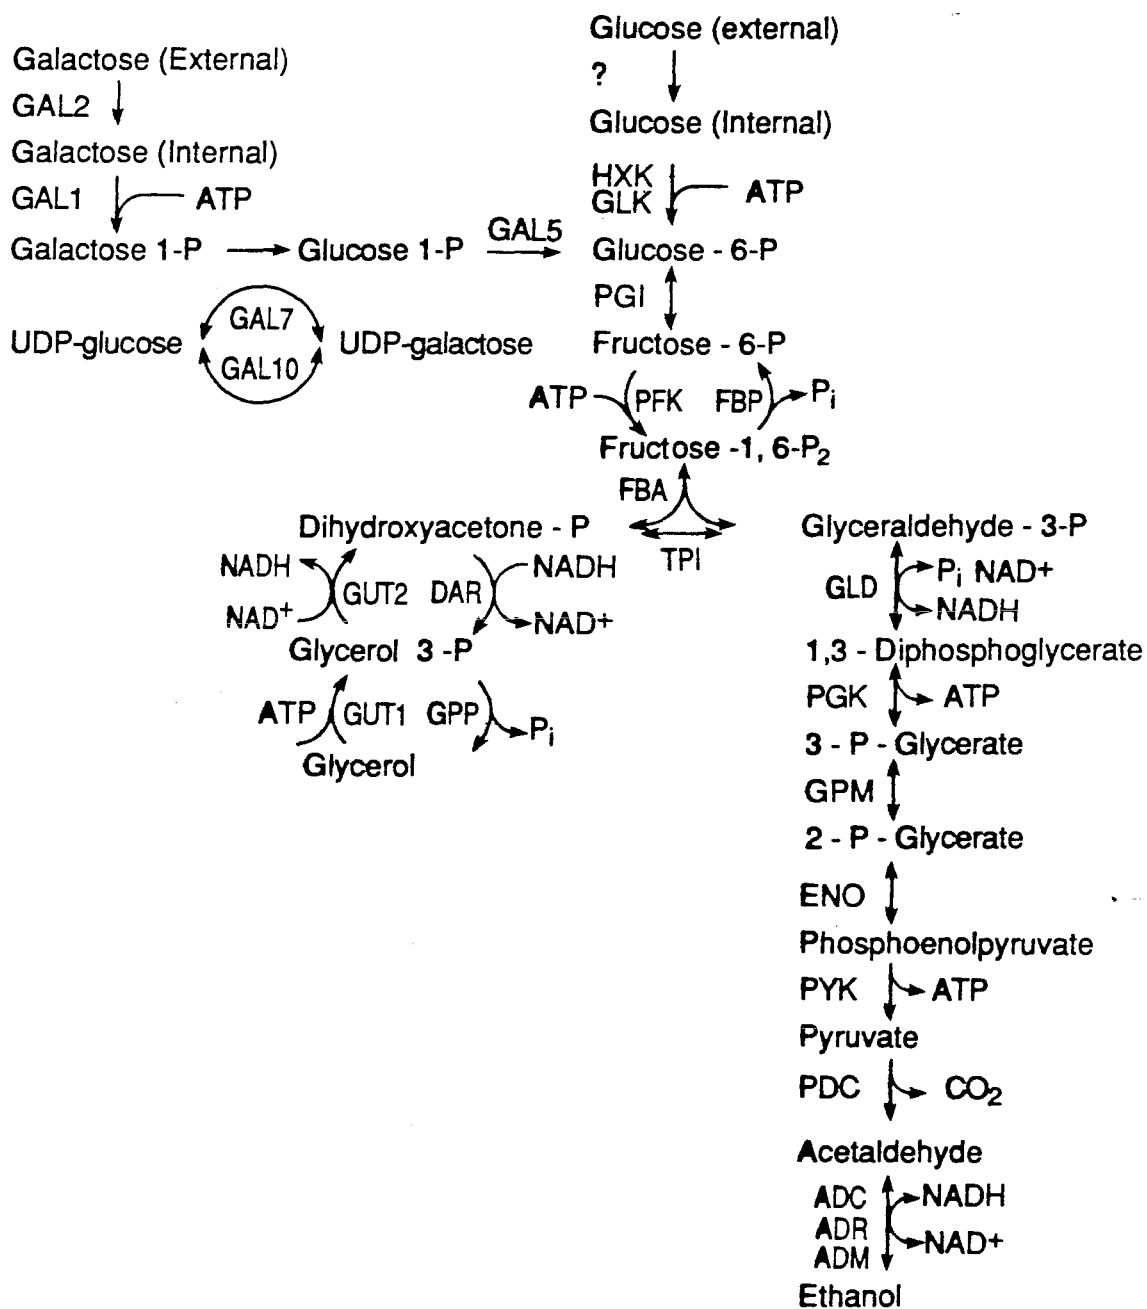 Galactose (External)
GAL2
Galactose (Internal)
GAL1
ATP
Galactose 1-P
Glucose 1-P
GAL5
Glucose (external)
?
Glucose (Internal)
HXK
GLK
ATP
Glucose - 6-P
PGI
UDP-glucose
GAL7
GAL10
UDP-galactose
Fructose - 6-P
ATP
PFK
FBP
Pi
Fructose -1, 6-P2
FBA
TPI
Dihydroxyacetone - P
NADH
NAD+
GUT2
DAR
NADH
NAD+
Glycerol 3 -P
ATP
GUT1
GPP
Pi
Glycerol
Glyceraldehyde - 3-P
GLD
Pi NAD+
NADH
1,3 - Diphosphoglycerate
PGK
ATP
3 - P - Glycerate
GPM
2 - P - Glycerate
ENO
Phosphoenolpyruvate
PYK
ATP
Pyruvate
PDC
CO2
Acetaldehyde
ADC
ADR
ADM
NADH
NAD+
Ethanol